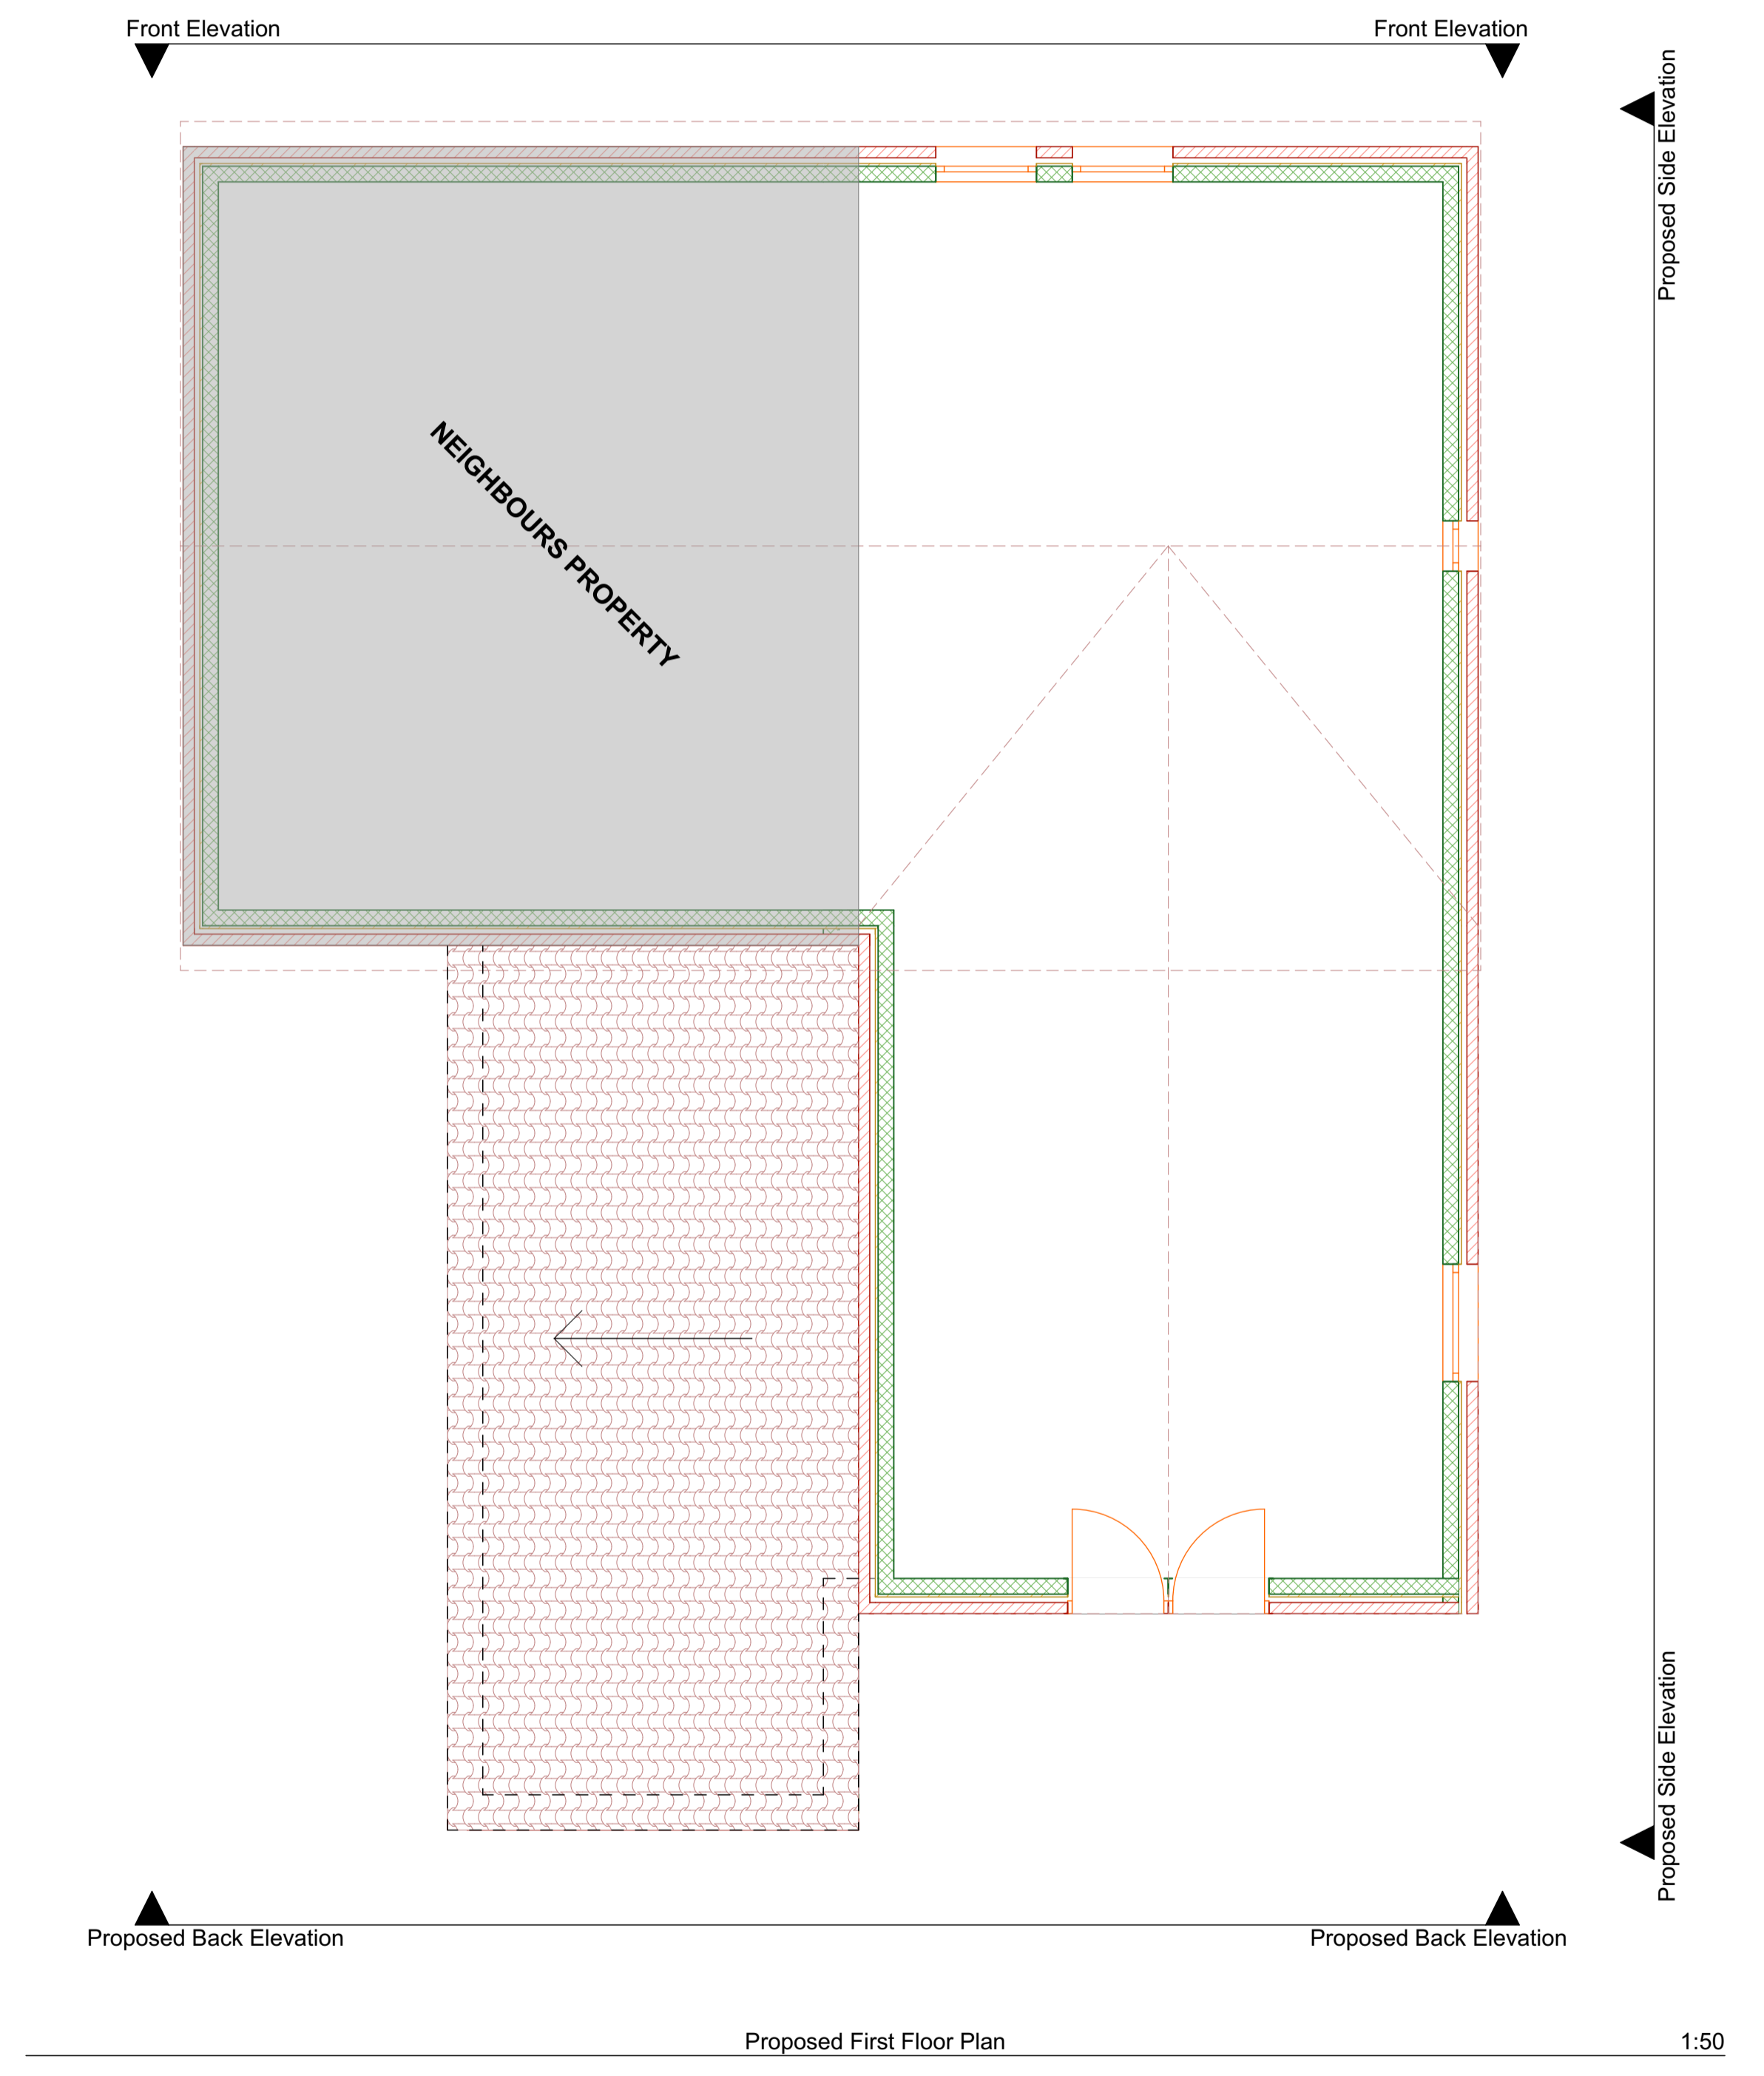 Front Elevation
Front Elevation
Proposed Side Elevation
NEIGHBOURS PROPERTY
Proposed Side Elevation
Proposed Back Elevation
Proposed Back Elevation
Proposed First Floor Plan
1:50